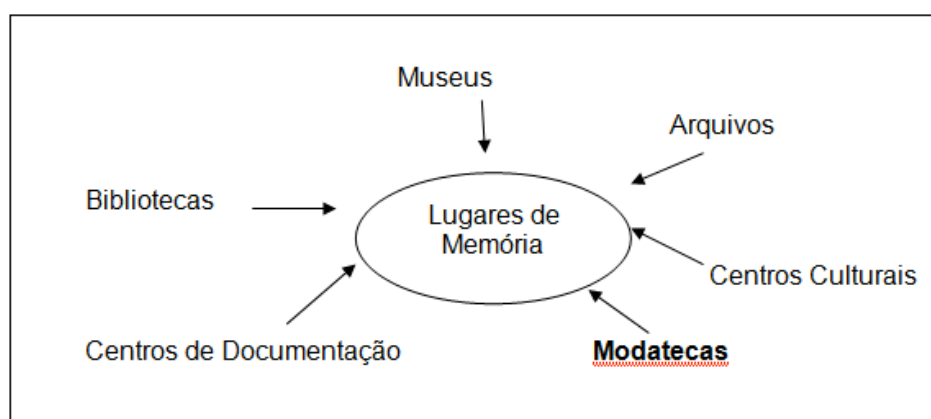 Museus
Arquivos
Bibliotecas
Lugares de
Memória
Centros Culturais
Centros de Documentação
Modatecas